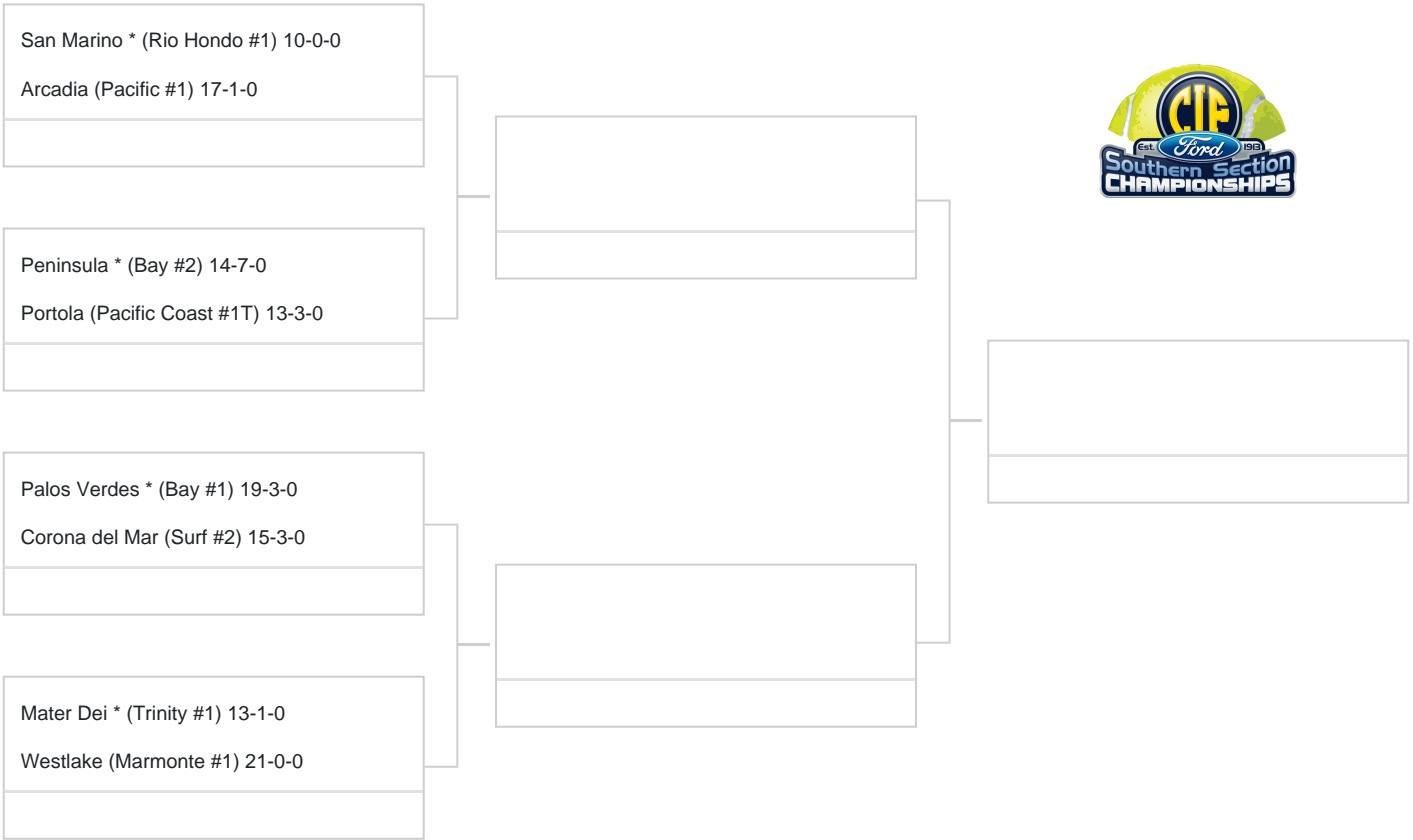 San Marino * (Rio Hondo #1) 10-0-0
Arcadia (Pacific #1) 17-1-0
Peninsula * (Bay #2) 14-7-0
Portola (Pacific Coast #1T) 13-3-0
Palos Verdes * (Bay #1) 19-3-0
Corona del Mar (Surf #2) 15-3-0
Mater Dei * (Trinity #1) 13-1-0
Westlake (Marmonte #1) 21-0-0
CIF
Est. Ford 1913
Southern Section
CHAMPIONSHIPS